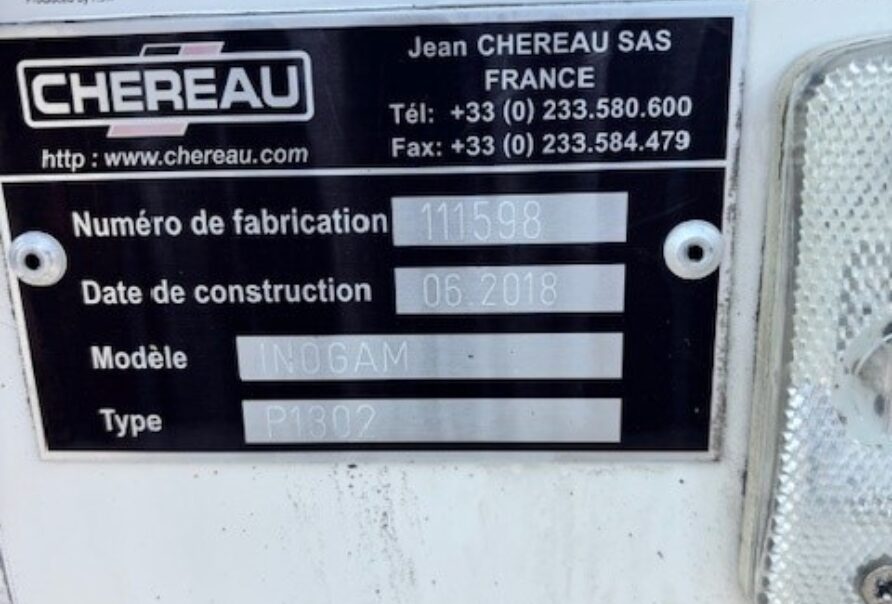 CHEREAU
http : www.chereau.com
Jean CHEREAU SAS
FRANCE
Tél: +33 (0) 233.580.600
Fax: +33 (0) 233.584.479
Numéro de fabrication 111598
Date de construction 06.2018
Modèle INOGAM
Type P1302